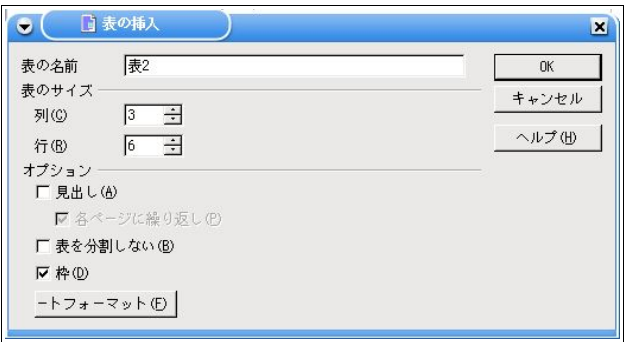 表の挿入
表の名前 表2 OK
表のサイズ キャンセル
列(C) 3
ヘルプ(H)
行(R) 6
オプション
見出し(A)
各ページに繰り返し(P)
表を分割しない(B)
枠(D)
ートフォーマット(F)